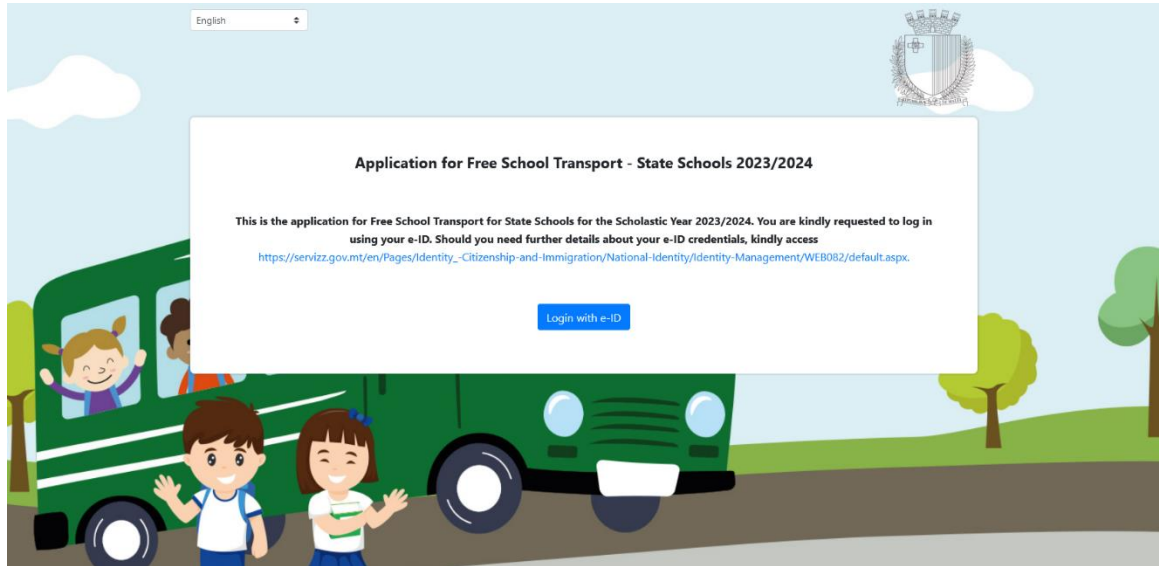 English
Application for Free School Transport - State Schools 2023/2024
This is the application for Free School Transport for State Schools for the Scholastic Year 2023/2024. You are kindly requested to log in
using your e-ID. Should you need further details about your e-ID credentials, kindly access
https://servizz.gov.mt/en/Pages/Identity_-Citizenship-and-Immigration/National-Identity/Identity-Management/WEB082/default.aspx.
Login with e-ID